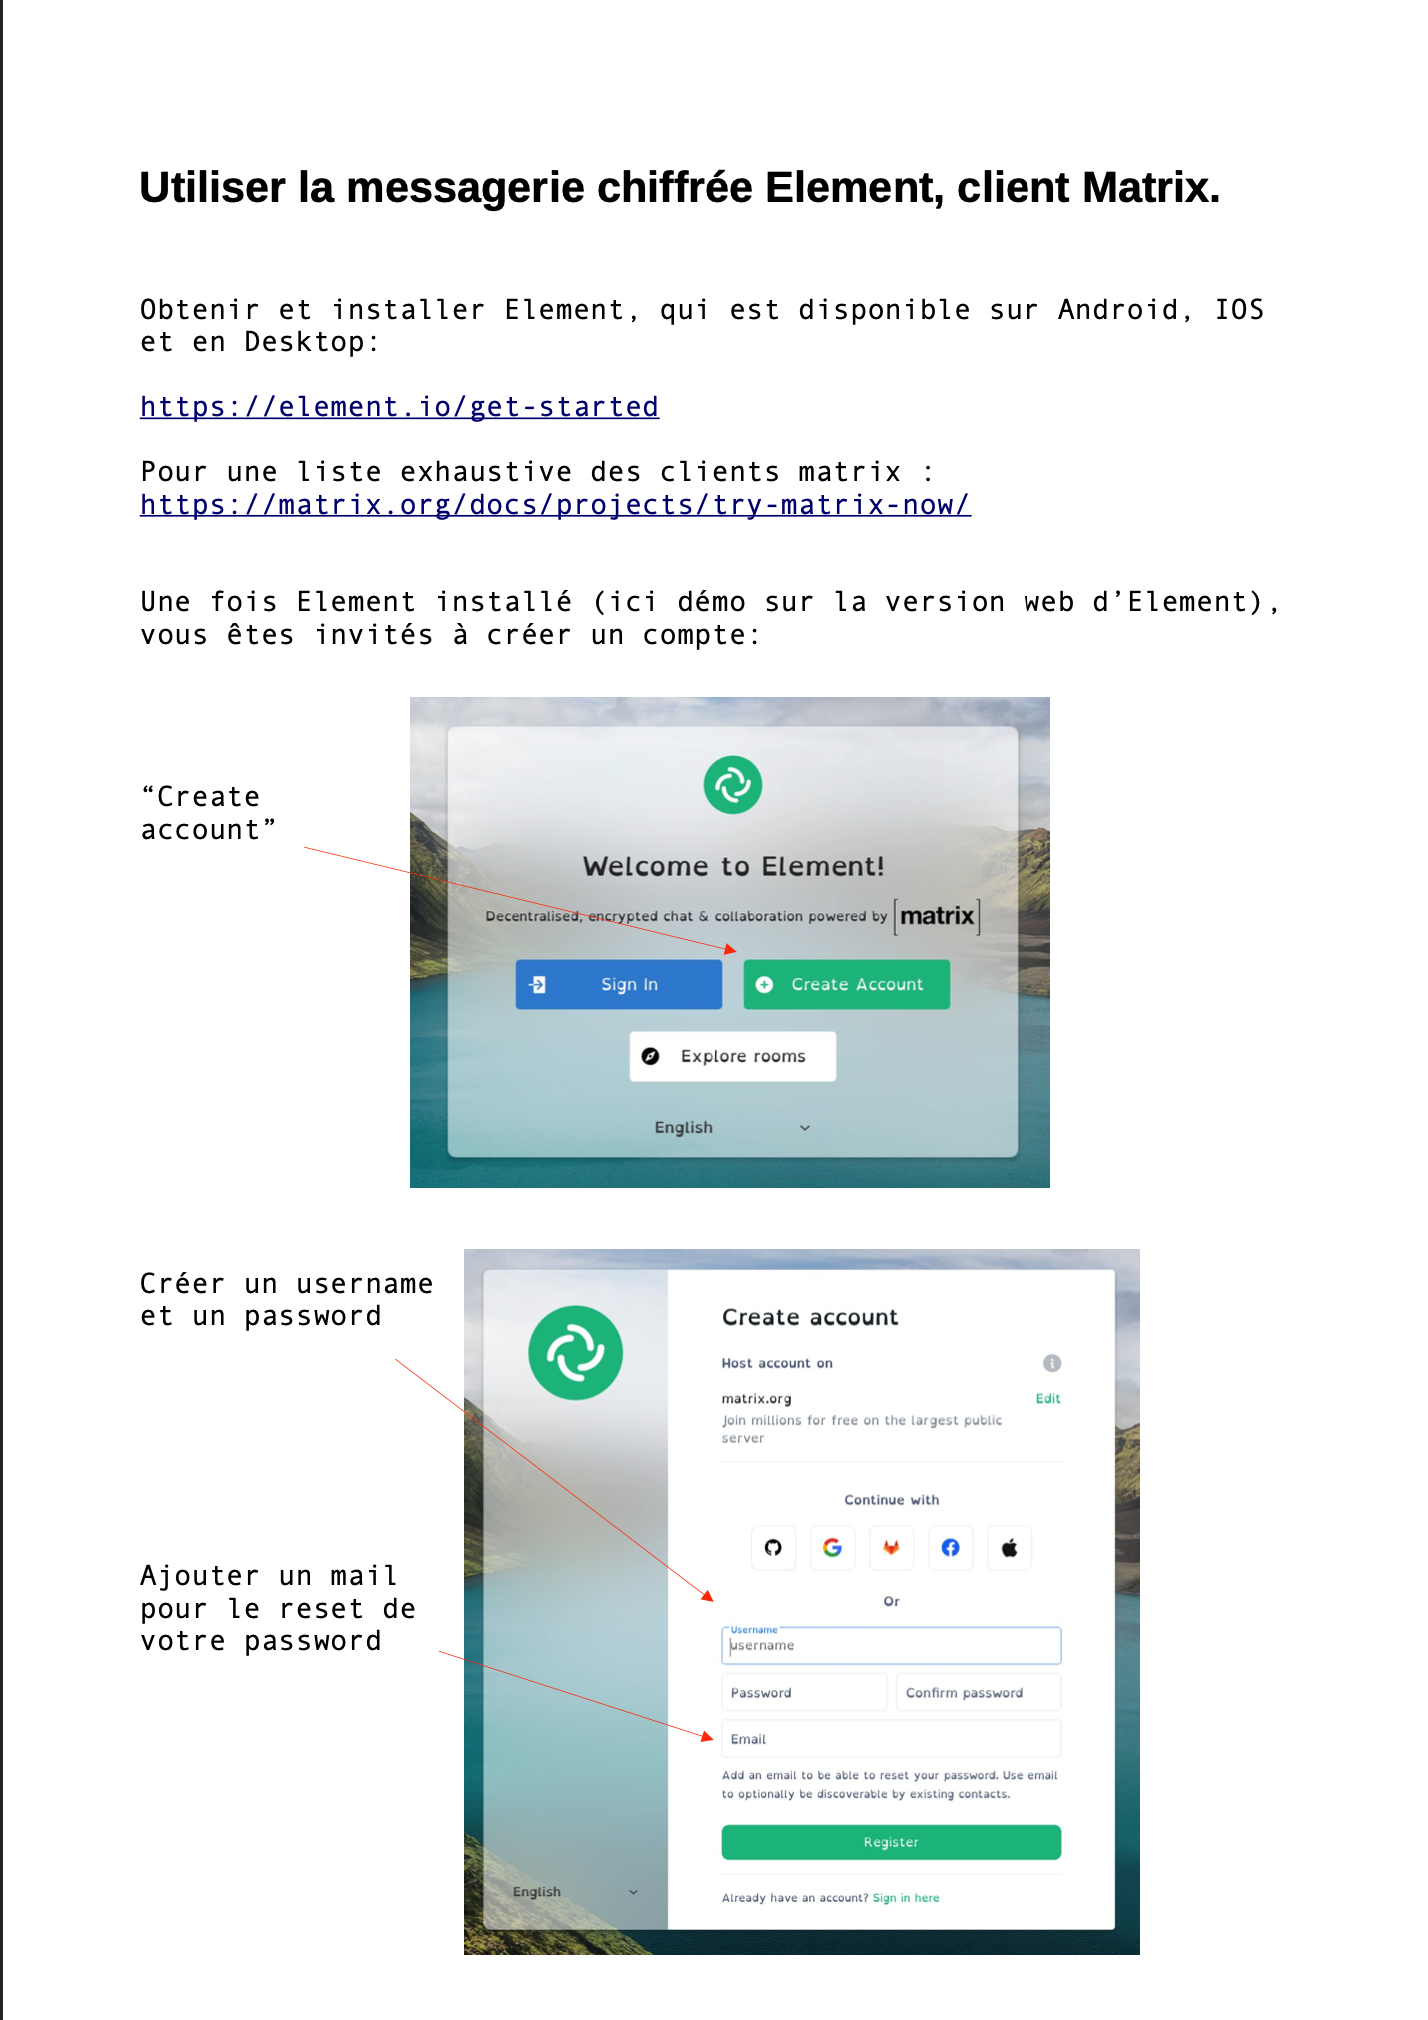 Utiliser la messagerie chiffrée Element, client Matrix.
Obtenir et installer Element, qui est disponible sur Android, IOS
et en Desktop:
https://element.io/get-started
Pour une liste exhaustive des clients matrix :
https://matrix.org/docs/projects/try-matrix-now/
Une fois Element installé (ici démo sur la version web d’Element),
vous êtes invités à créer un compte:
“Create
account”
Welcome to Element!
Decentralised, encrypted chat & collaboration powered by [matrix]
Sign In
Create Account
Explore rooms
English
Créer un username
et un password
Ajouter un mail
pour le reset de
votre password
Create account
Host account on
matrix.org
Edit
Join millions for free on the largest public
server
Continue with
Or
Username
username
Password
Confirm password
Email
Add an email to be able to reset your password. Use email
to optionally be discoverable by existing contacts.
Register
Already have an account? Sign in here
English